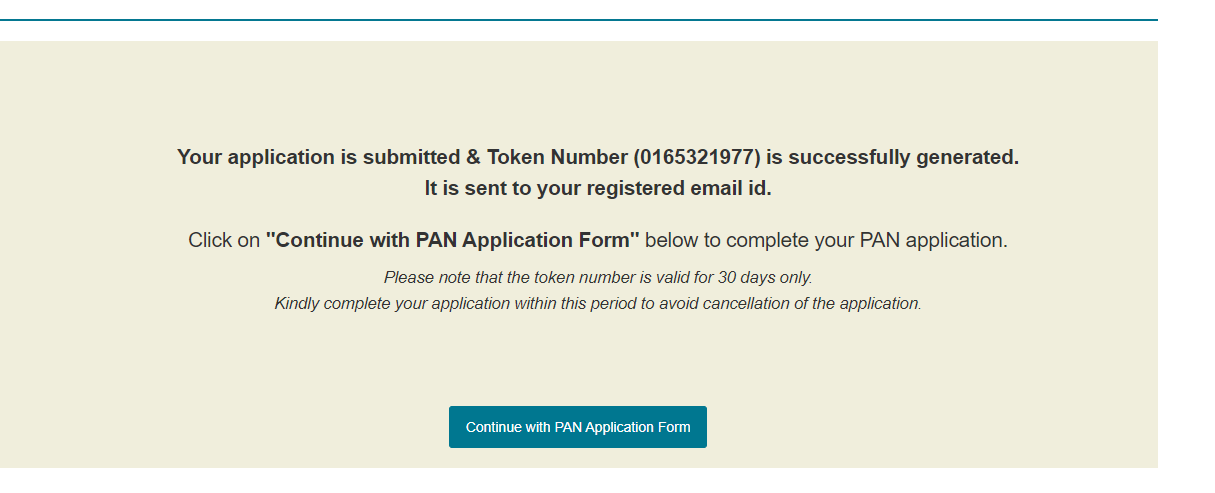 Your application is submitted & Token Number (0165321977) is successfully generated.
It is sent to your registered email id.
Click on "Continue with PAN Application Form" below to complete your PAN application.
Please note that the token number is valid for 30 days only.
Kindly complete your application within this period to avoid cancellation of the application.
Continue with PAN Application Form